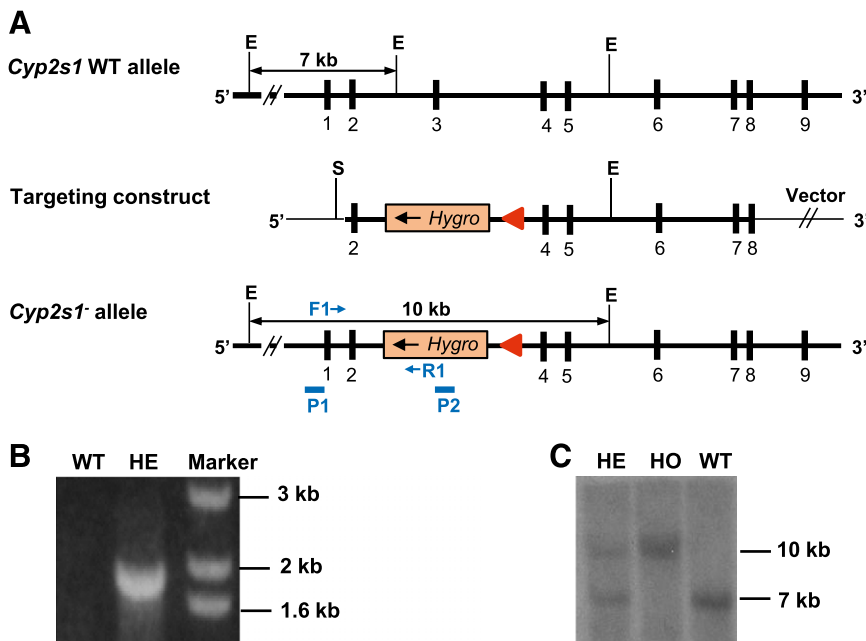 A
E E E
Cyp2s1 WT allele
7 kb
5’ 3’
1 2 3 4 5 6 7 8 9
S E
Targeting construct
Vector
5’ Hygro 3’
2 4 5 6 7 8
E E
Cyp2s1- allele
F1 10 kb
5’ Hygro 3’
1 2 R1 4 5 6 7 8 9
P1 P2
B
WT HE Marker
3 kb
2 kb
1.6 kb
C
HE HO WT
10 kb
7 kb